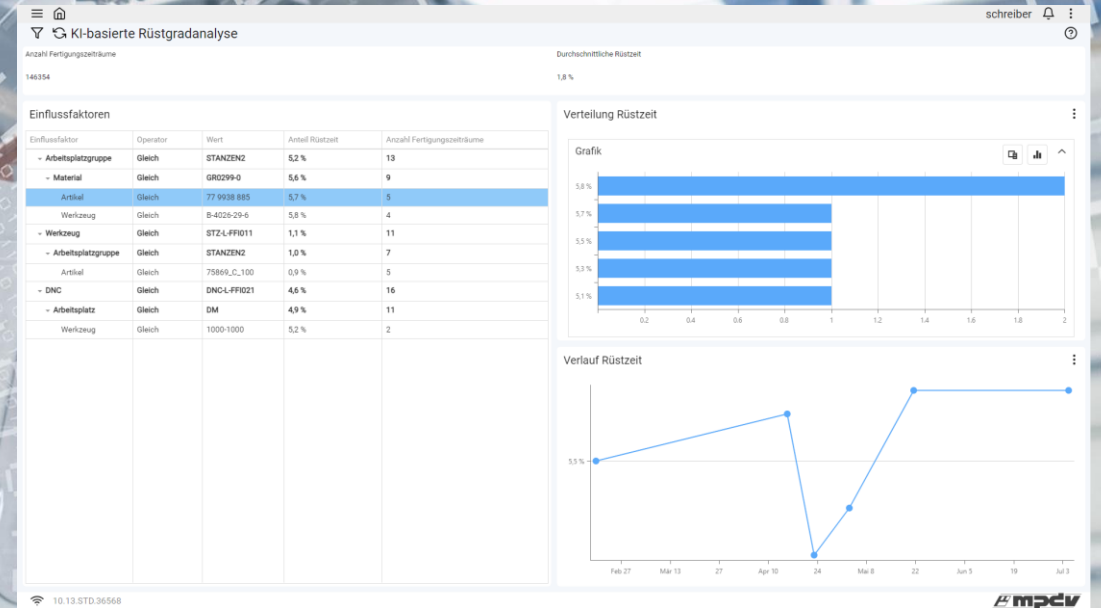 schreiber
KI-basierte Rüstgradanalyse
Anzahl Fertigungszeiträume
146354
Durchschnittliche Rüstzeit
1,8 %
Einflussfaktoren
Einflussfaktor Operator Wert Anteil Rüstzeit Anzahl Fertigungszeiträume
Arbeitsplatzgruppe Gleich STANZEN2 5,2 % 13
Material Gleich GR0299-0 5,6 % 9
Artikel Gleich 77 9938 885 5,7 % 5
Werkzeug Gleich B-4026-29-6 5,8 % 4
Werkzeug Gleich STZ-L-FFI011 1,1 % 11
Arbeitsplatzgruppe Gleich STANZEN2 1,0 % 7
Artikel Gleich 75869_C_100 0,9 % 5
DNC Gleich DNC-L-FFI021 4,6 % 16
Arbeitsplatz Gleich DM 4,9 % 11
Werkzeug Gleich 1000-1000 5,2 % 2
Verteilung Rüstzeit
Grafik
5,8 %
5,7 %
5,5 %
5,3 %
5,1 %
0.2 0.4 0.6 0.8 1 1.2 1.4 1.6 1.8 2
Verlauf Rüstzeit
5,5 %
Feb 27 Mär 13 27 Apr 10 24 Mai 8 22 Jun 5 19 Jul 3
10.13.STD.36568
mpdv